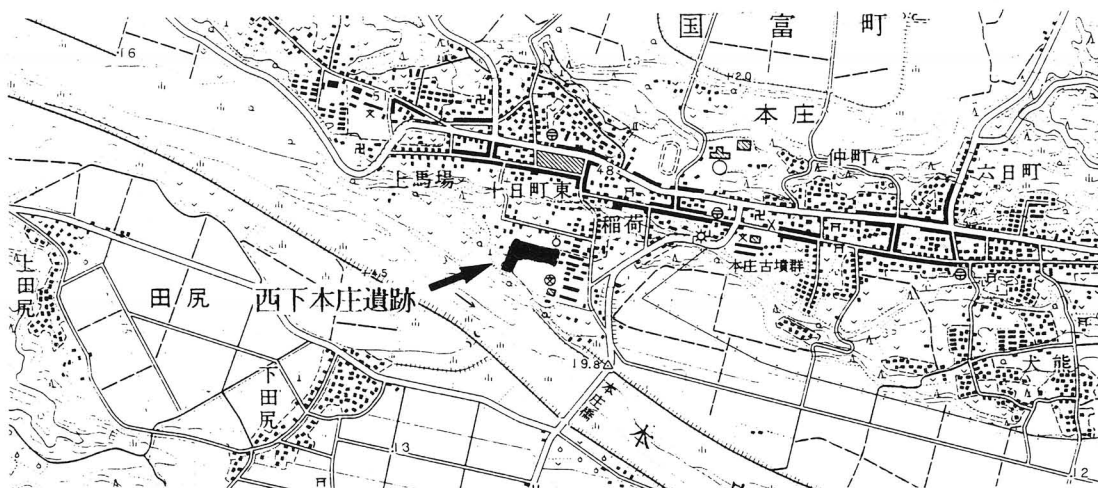 国富町
16
20
本庄
仲町
六日町
上馬場
十日町東
48
稲荷
本庄古墳群
上田尻
田尻
西下本庄遺跡
下田尻
19.8
本庄橋
犬熊
本
13
12